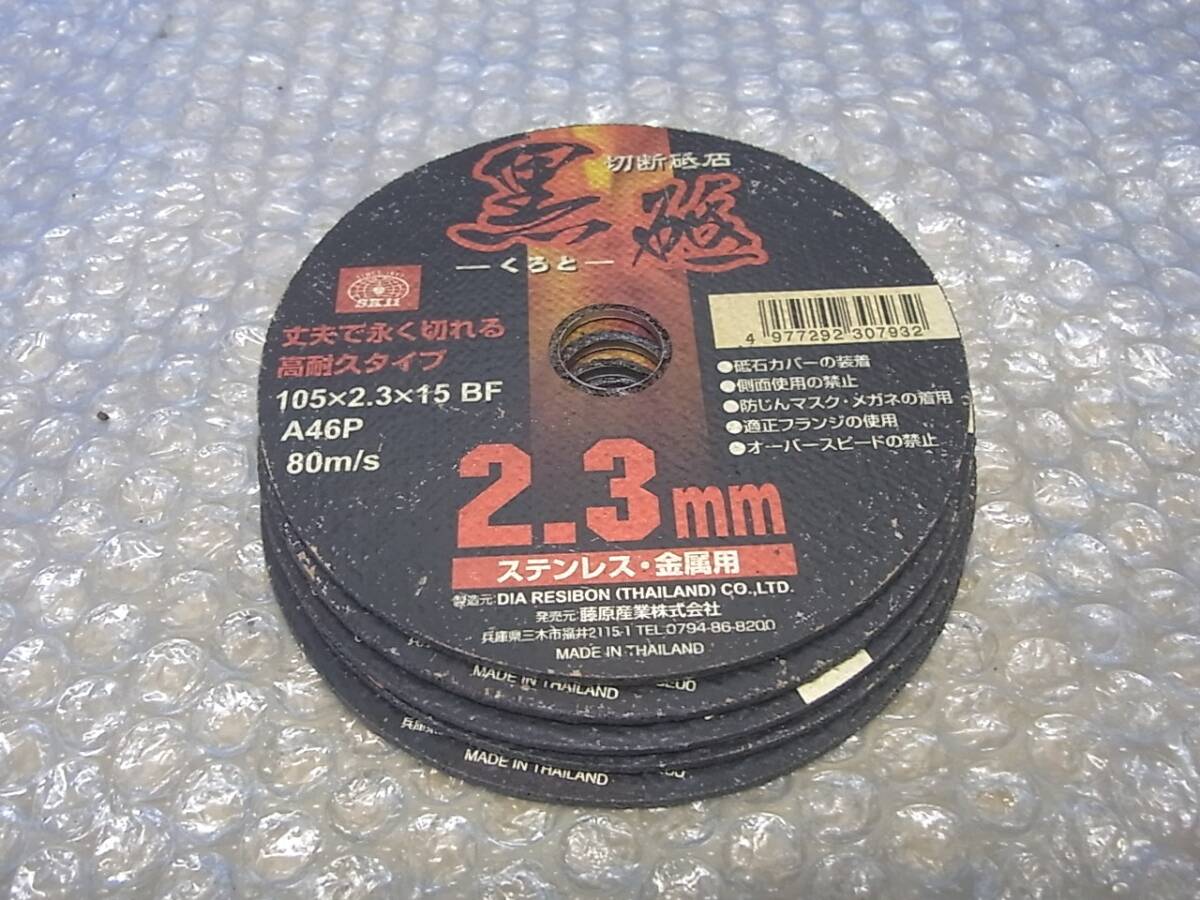 切断砥石
黒砥
―くろと―
SINCE 1897
SK11
丈夫で永く切れる
高耐久タイプ
105×2.3×15 BF
A46P
80m/s
4 977292 307932
●砥石カバーの装着
●側面使用の禁止
●防じんマスク・メガネの着用
●適正フランジの使用
●オーバースピードの禁止
2.3mm
ステンレス・金属用
製造元:DIA RESIBON (THAILAND) CO.,LTD.
発売元:藤原産業株式会社
兵庫県三木市福井2115-1 TEL:0794-86-8200
MADE IN THAILAND
MADE IN THAILAND
兵庫
MADE IN THAILAND